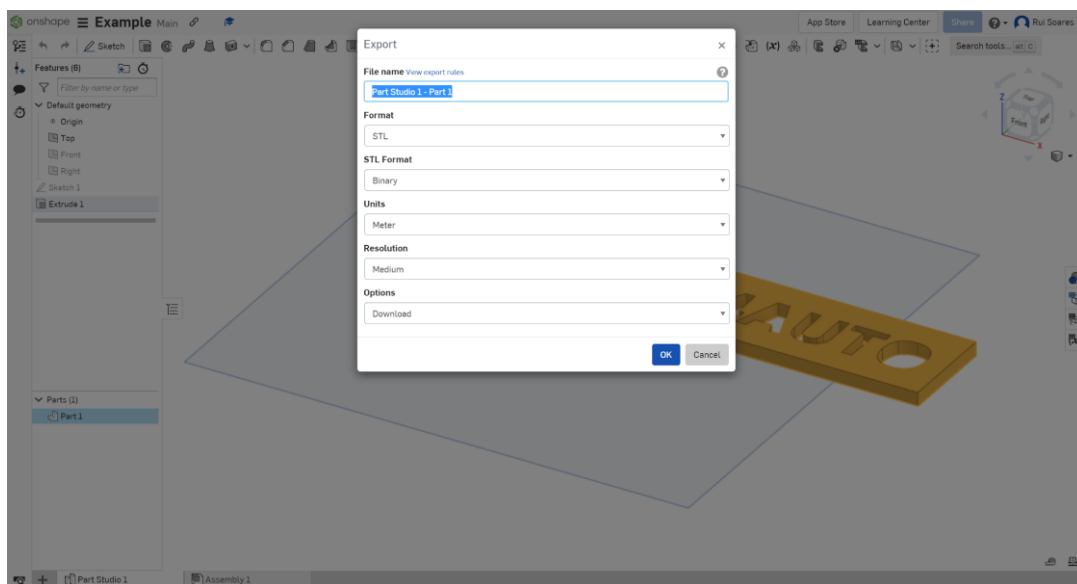 onshape Example Main
App Store Learning Center Share Rui Soares
Sketch
Search tools... alt C
Export
Features (6)
Filter by name or type
Default geometry
Origin
Top
Front
Right
Sketch 1
Extrude 1
File name View export rules
Part Studio 1 - Part 1
Format
STL
STL Format
Binary
Units
Meter
Resolution
Medium
Options
Download
OK Cancel
Z
Top
Front
Right
X
AUTO
Parts (1)
Part 1
Part Studio 1
Assembly 1